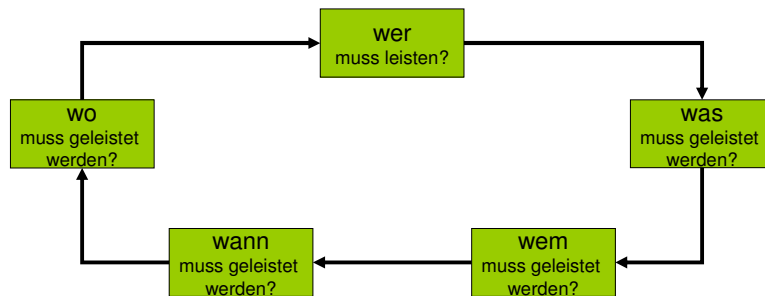 wer
muss leisten?
was
muss geleistet
werden?
wem
muss geleistet
werden?
wann
muss geleistet
werden?
wo
muss geleistet
werden?